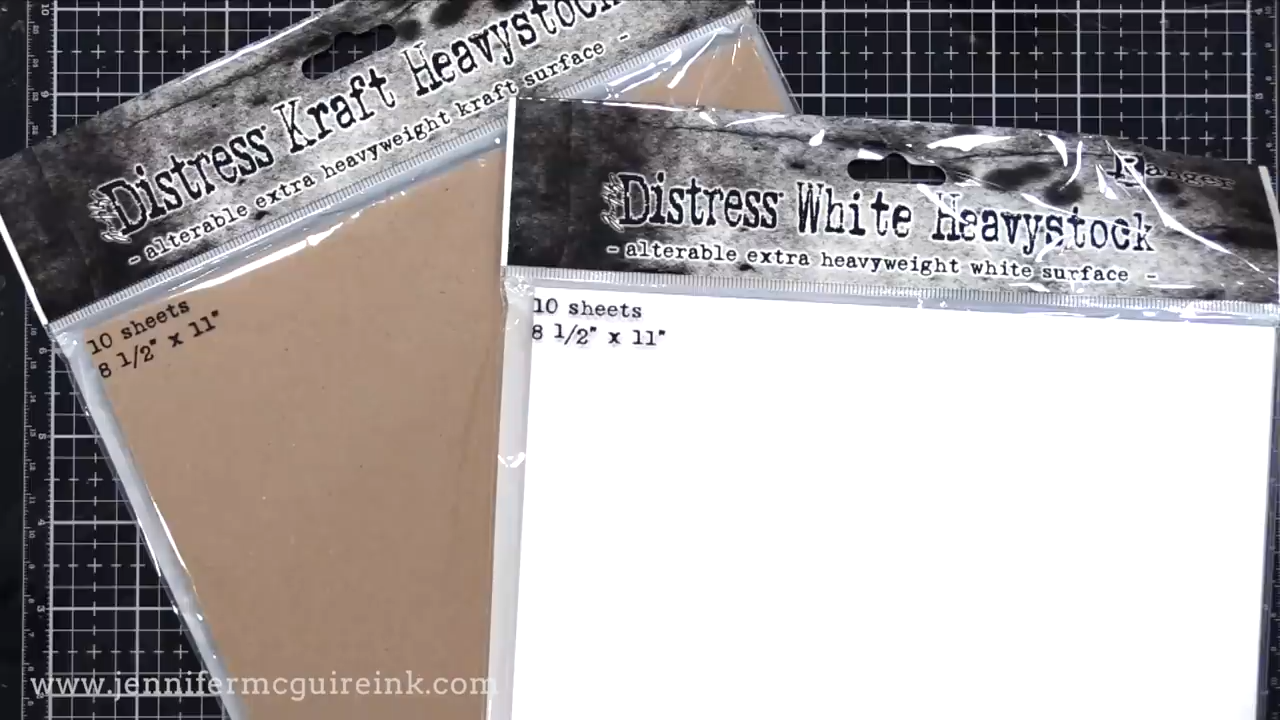 Distress Kraft Heavystock
- alterable extra heavyweight kraft surface -
10 sheets
8 1/2" x 11"
Ranger
Distress White Heavystock
- alterable extra heavyweight white surface -
10 sheets
8 1/2" x 11"
www.jennifermcguireink.com